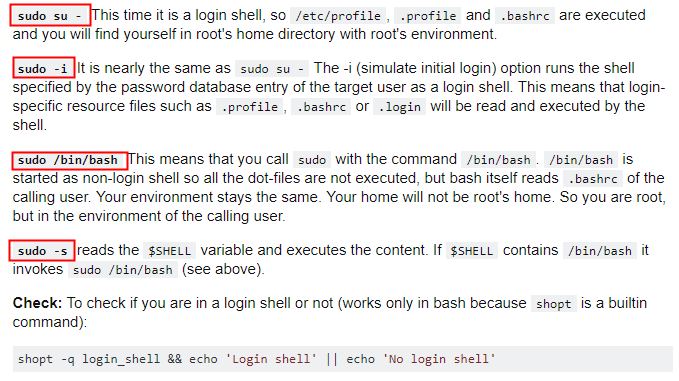 sudo su - This time it is a login shell, so /etc/profile , .profile and .bashrc are executed
and you will find yourself in root's home directory with root's environment.
sudo -i It is nearly the same as sudo su - The -i (simulate initial login) option runs the shell
specified by the password database entry of the target user as a login shell. This means that login-
specific resource files such as .profile , .bashrc or .login will be read and executed by the
shell.
sudo /bin/bash This means that you call sudo with the command /bin/bash . /bin/bash is
started as non-login shell so all the dot-files are not executed, but bash itself reads .bashrc of the
calling user. Your environment stays the same. Your home will not be root's home. So you are root,
but in the environment of the calling user.
sudo -s reads the $SHELL variable and executes the content. If $SHELL contains /bin/bash it
invokes sudo /bin/bash (see above).
Check: To check if you are in a login shell or not (works only in bash because shopt is a builtin
command):
shopt -q login_shell && echo 'Login shell' || echo 'No login shell'